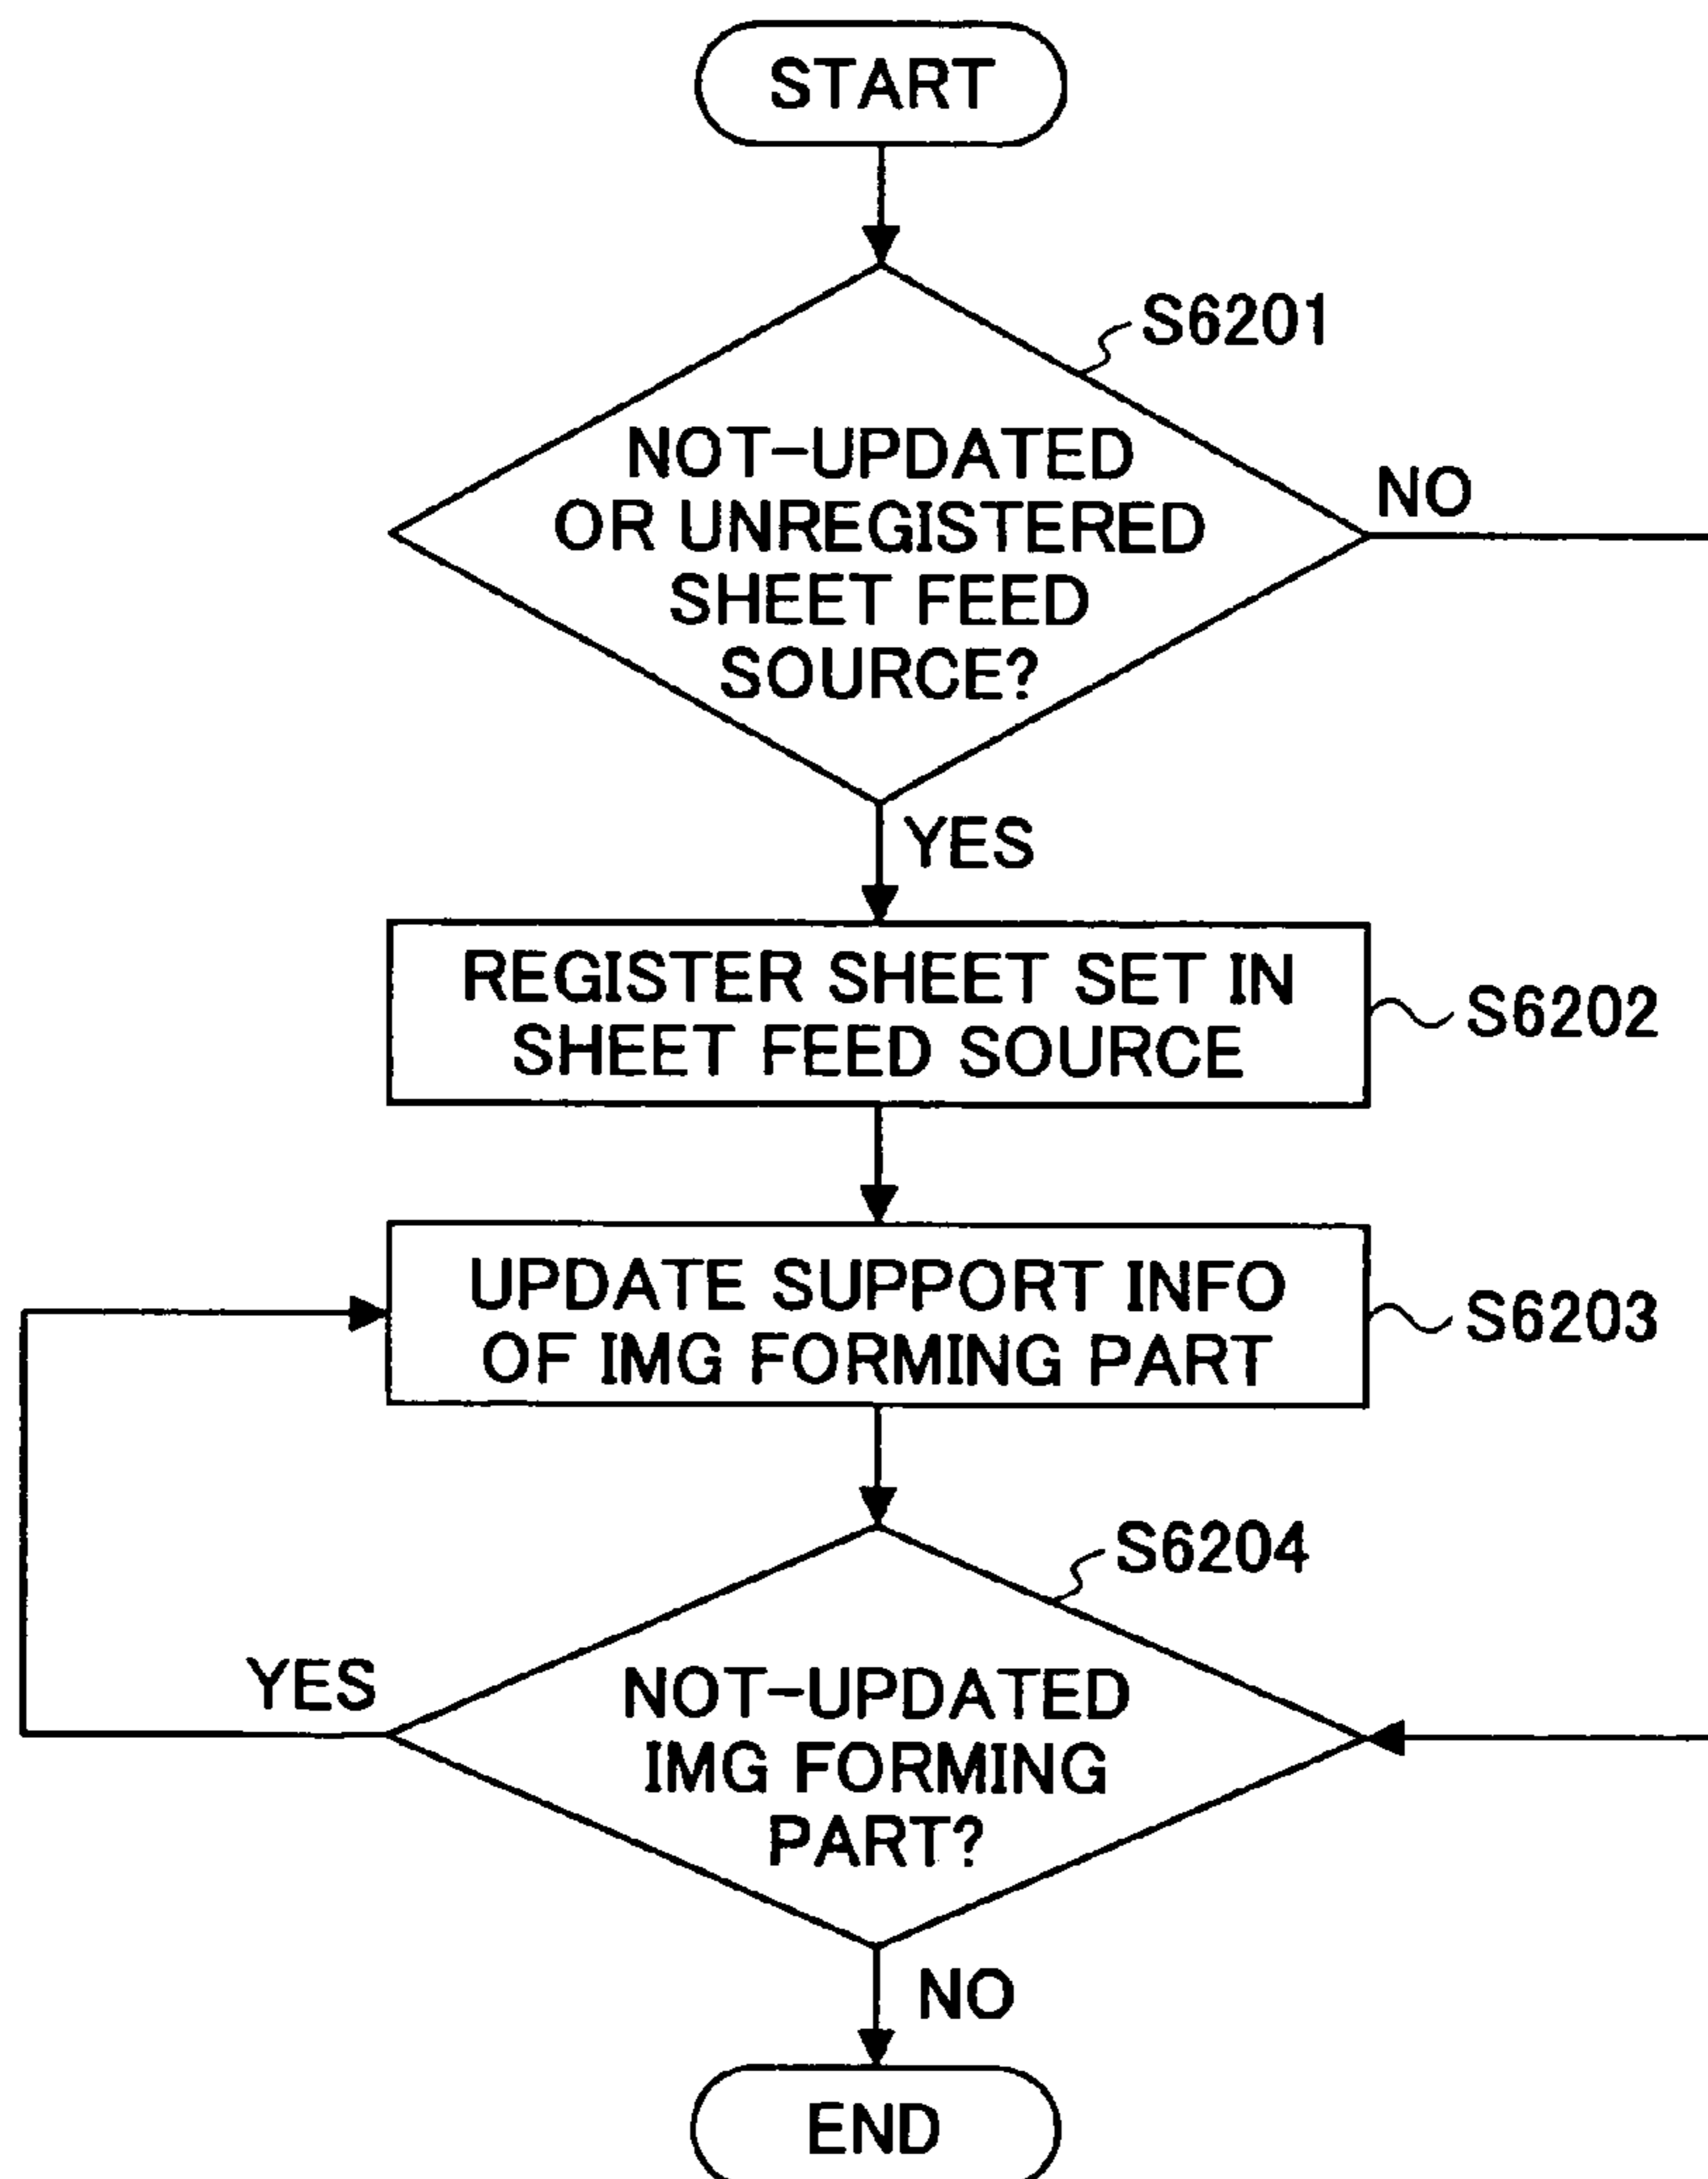 START
S6201
NOT-UPDATED
OR UNREGISTERED
SHEET FEED
SOURCE?
NO
YES
REGISTER SHEET SET IN
SHEET FEED SOURCE
S6202
UPDATE SUPPORT INFO
OF IMG FORMING PART
S6203
S6204
YES
NOT-UPDATED
IMG FORMING
PART?
NO
END